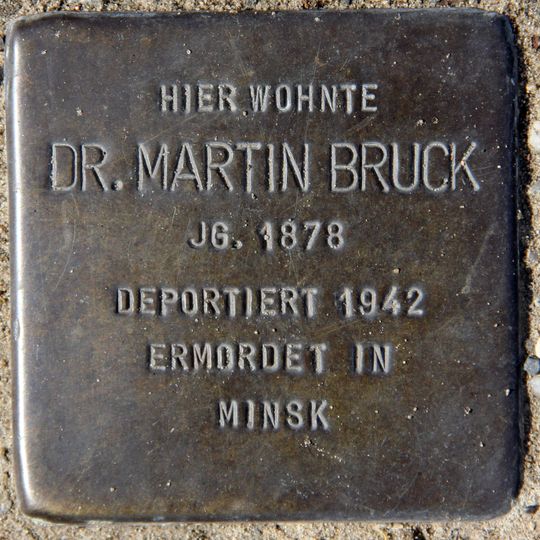 HIER WOHNTE
DR. MARTIN BRUCK
JG. 1878
DEPORTIERT 1942
ERMORDET IN
MINSK